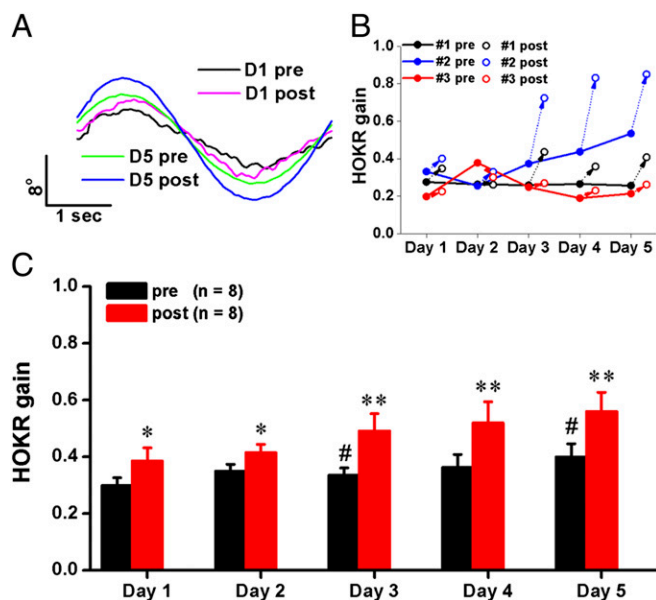 A
D1 pre
D1 post
D5 pre
D5 post
8°
1 sec
B
#1 pre #1 post
#2 pre #2 post
#3 pre #3 post
HOKR gain
1.0
0.8
0.6
0.4
0.2
0.0
Day 1 Day 2 Day 3 Day 4 Day 5
C
pre (n = 8)
post (n = 8)
HOKR gain
1.0
0.8
0.6
0.4
0.2
0.0
* * ** ** **
# #
Day 1 Day 2 Day 3 Day 4 Day 5